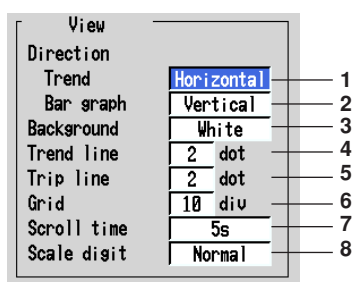 View
Direction
Trend Horizontal 1
Bar graph Vertical 2
Background White 3
Trend line 2 dot 4
Trip line 2 dot 5
Grid 10 div 6
Scroll time 5s 7
Scale digit Normal 8